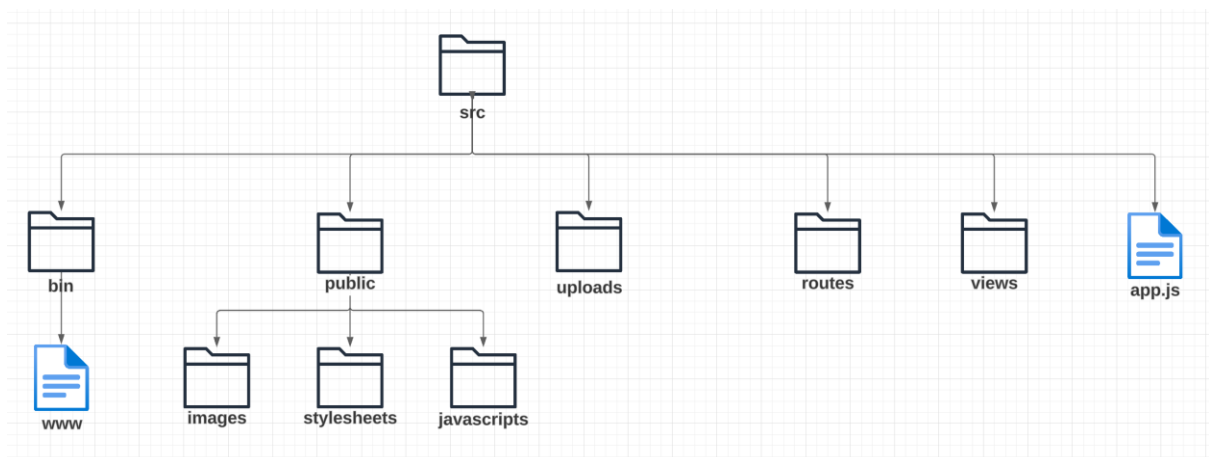 src
bin
public
uploads
routes
views
app.js
www
images
stylesheets
javascripts